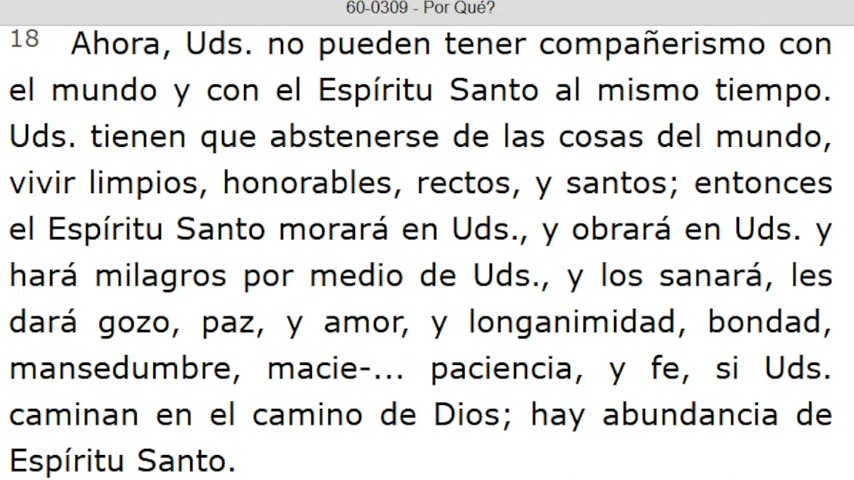 60-0309 - Por Qué?
18 Ahora, Uds. no pueden tener compañerismo con
el mundo y con el Espíritu Santo al mismo tiempo.
Uds. tienen que abstenerse de las cosas del mundo,
vivir limpios, honorables, rectos, y santos; entonces
el Espíritu Santo morará en Uds., y obrará en Uds. y
hará milagros por medio de Uds., y los sanará, les
dará gozo, paz, y amor, y longanimidad, bondad,
mansedumbre, macie-... paciencia, y fe, si Uds.
caminan en el camino de Dios; hay abundancia de
Espíritu Santo.